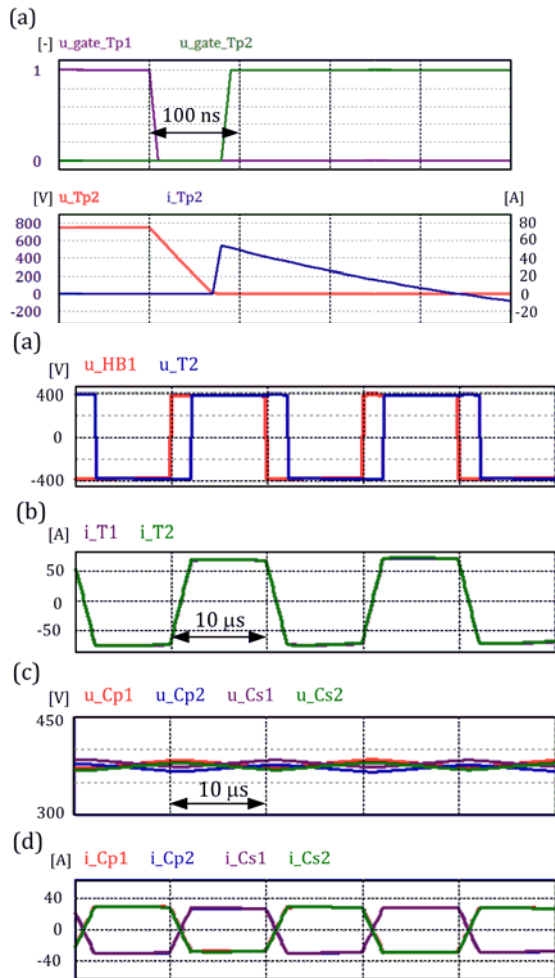 (a)
[-] u_gate_Tp1 u_gate_Tp2
1
100 ns
0
[V] u_Tp2 i_Tp2 [A]
800 80
600 60
400 40
200 20
0 0
-200 -20
(a)
[V] u_HB1 u_T2
400
0
-400
(b)
[A] i_T1 i_T2
50
0
10 µs
-50
(c)
[V] u_Cp1 u_Cp2 u_Cs1 u_Cs2
450
10 µs
300
(d)
[A] i_Cp1 i_Cp2 i_Cs1 i_Cs2
40
0
-40